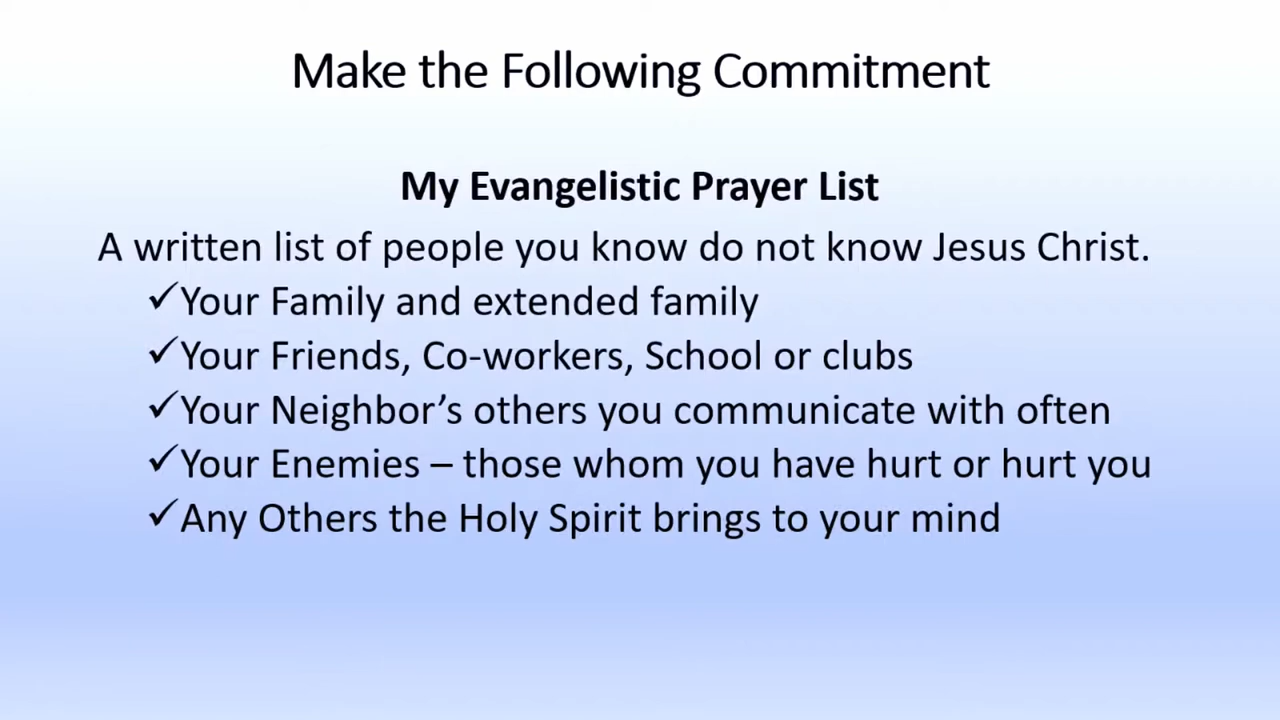 Make the Following Commitment
My Evangelistic Prayer List
A written list of people you know do not know Jesus Christ.
✓Your Family and extended family
✓Your Friends, Co-workers, School or clubs
✓Your Neighbor’s others you communicate with often
✓Your Enemies – those whom you have hurt or hurt you
✓Any Others the Holy Spirit brings to your mind